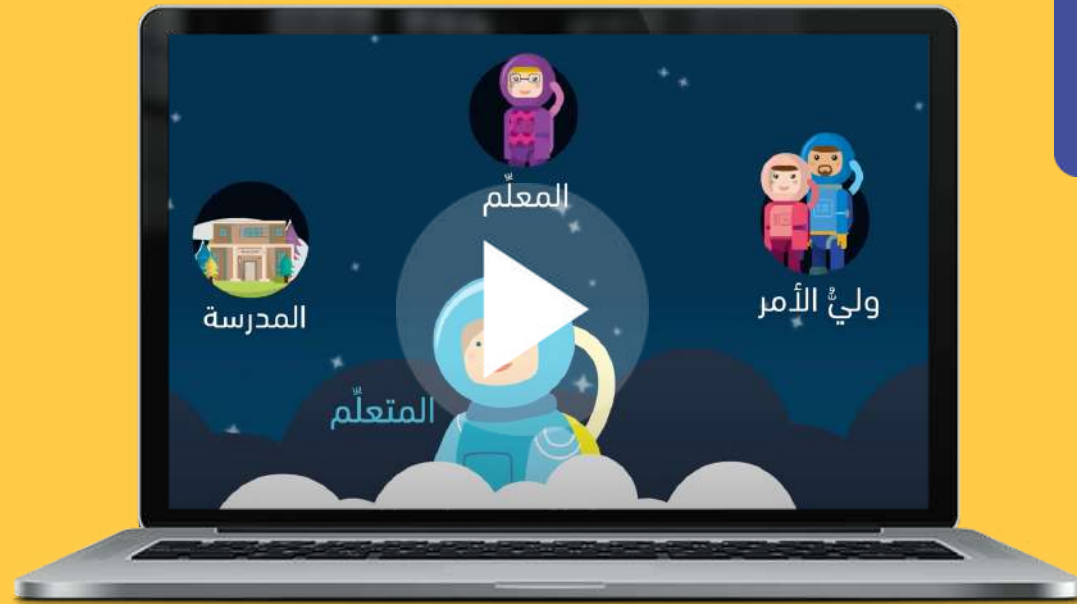 المعلّم
وليُّ الأمر
المدرسة
المتعلّم